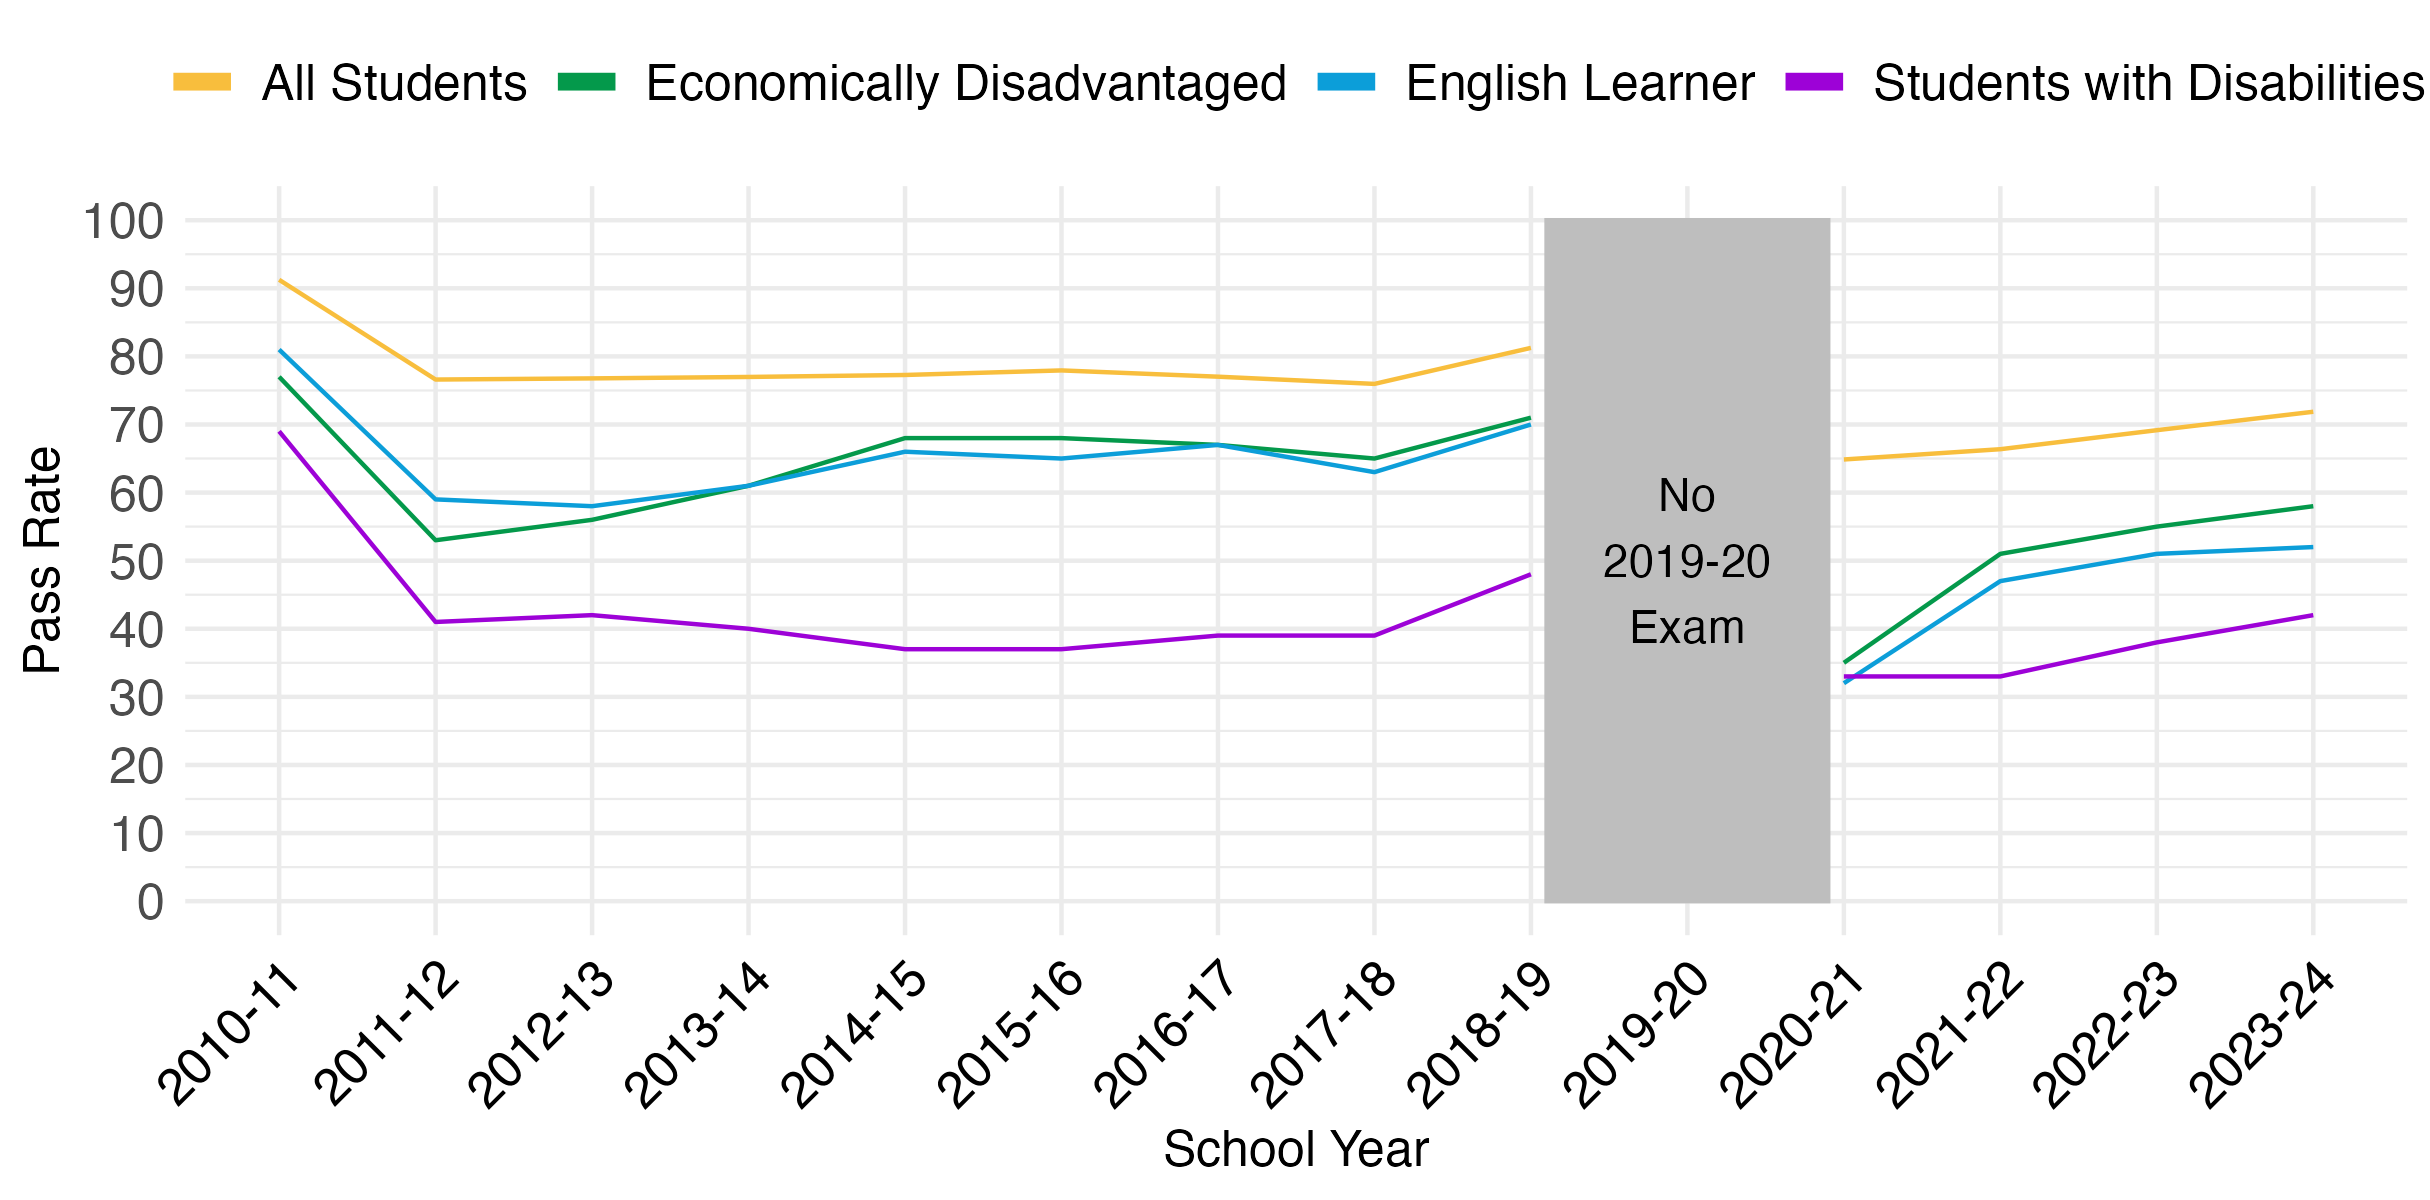 All Students Economically Disadvantaged English Learner Students with Disabilities
Pass Rate
100
90
80
70
60
50
40
30
20
10
0
No
2019-20
Exam
2010-11 2011-12 2012-13 2013-14 2014-15 2015-16 2016-17 2017-18 2018-19 2019-20 2020-21 2021-22 2022-23 2023-24
School Year